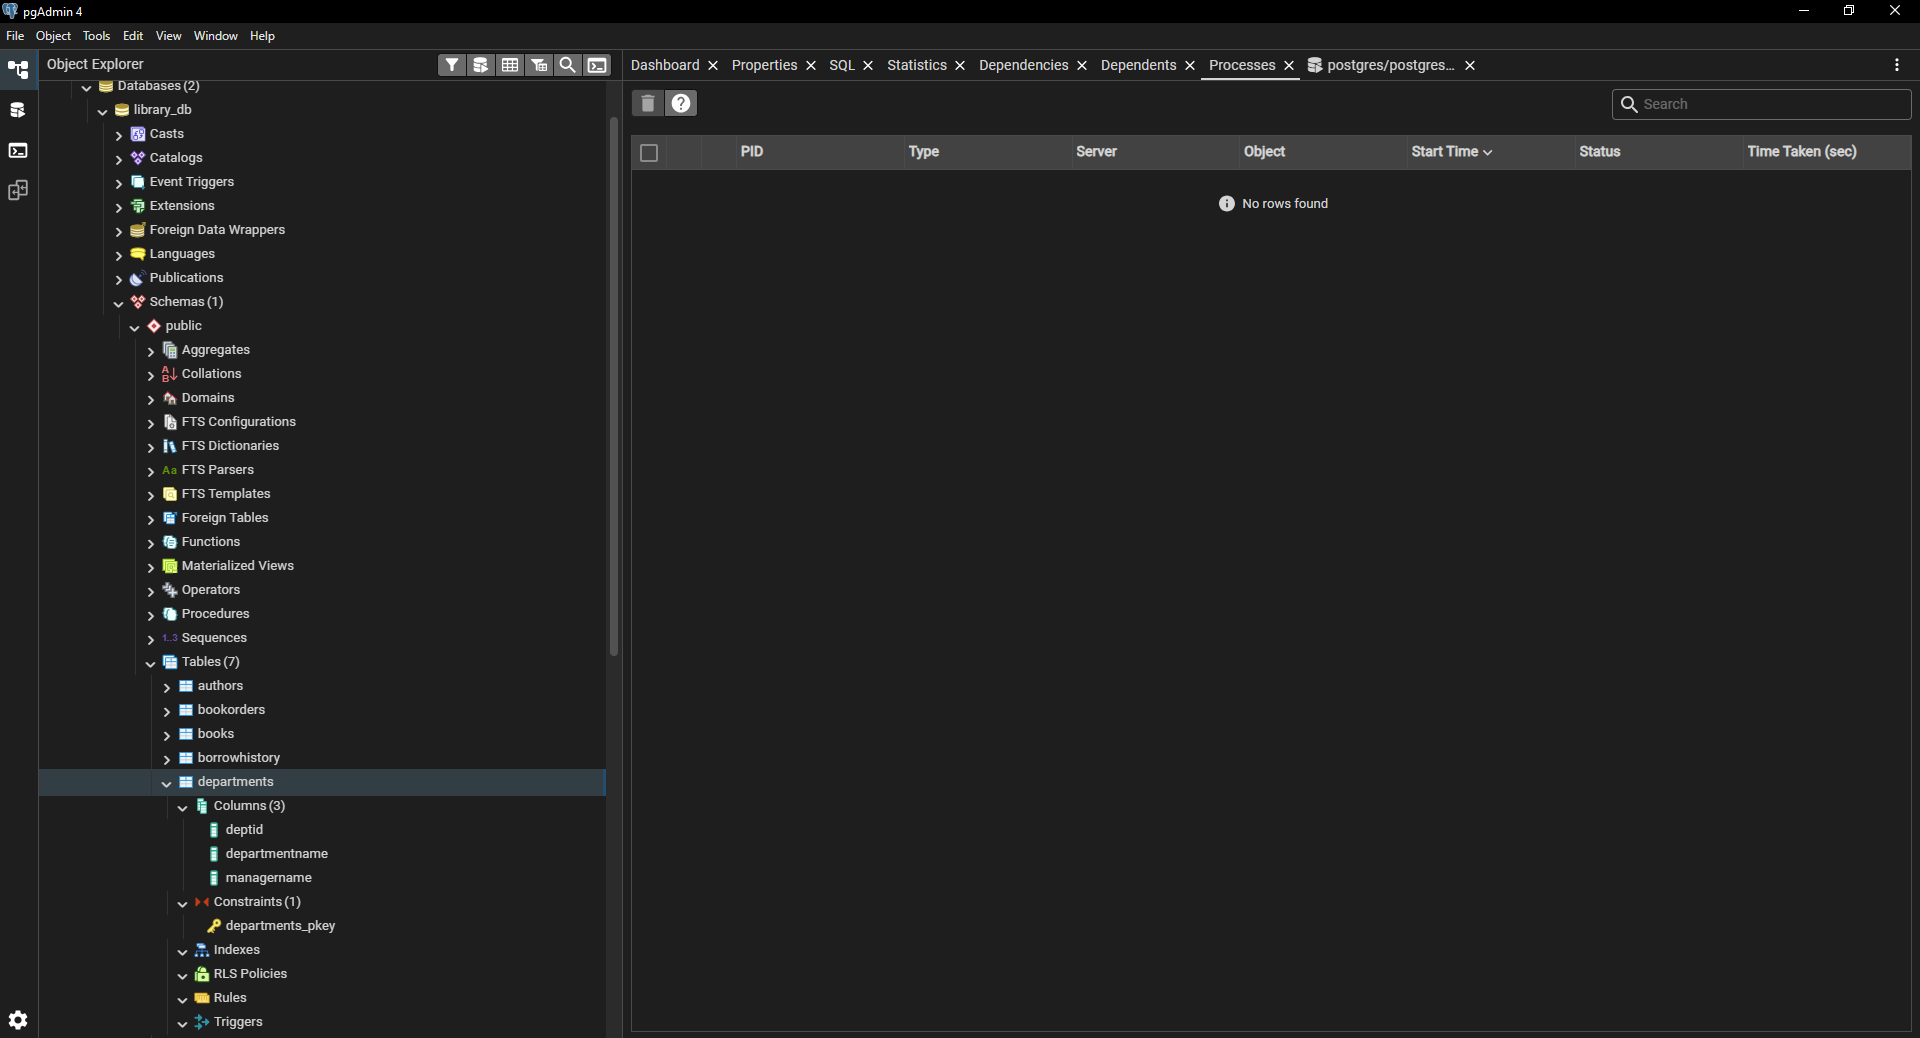 pgAdmin 4
File Object Tools Edit View Window Help
Object Explorer
Databases (2)
library_db
Casts
Catalogs
Event Triggers
Extensions
Foreign Data Wrappers
Languages
Publications
Schemas (1)
public
Aggregates
Collations
Domains
FTS Configurations
FTS Dictionaries
Aa FTS Parsers
FTS Templates
Foreign Tables
Functions
Materialized Views
Operators
Procedures
1..3 Sequences
Tables (7)
authors
bookorders
books
borrowhistory
departments
Columns (3)
deptid
departmentname
managername
Constraints (1)
departments_pkey
Indexes
RLS Policies
Rules
Triggers
Dashboard Properties SQL Statistics Dependencies Dependents Processes postgres/postgres...
Search
PID Type Server Object Start Time Status Time Taken (sec)
No rows found